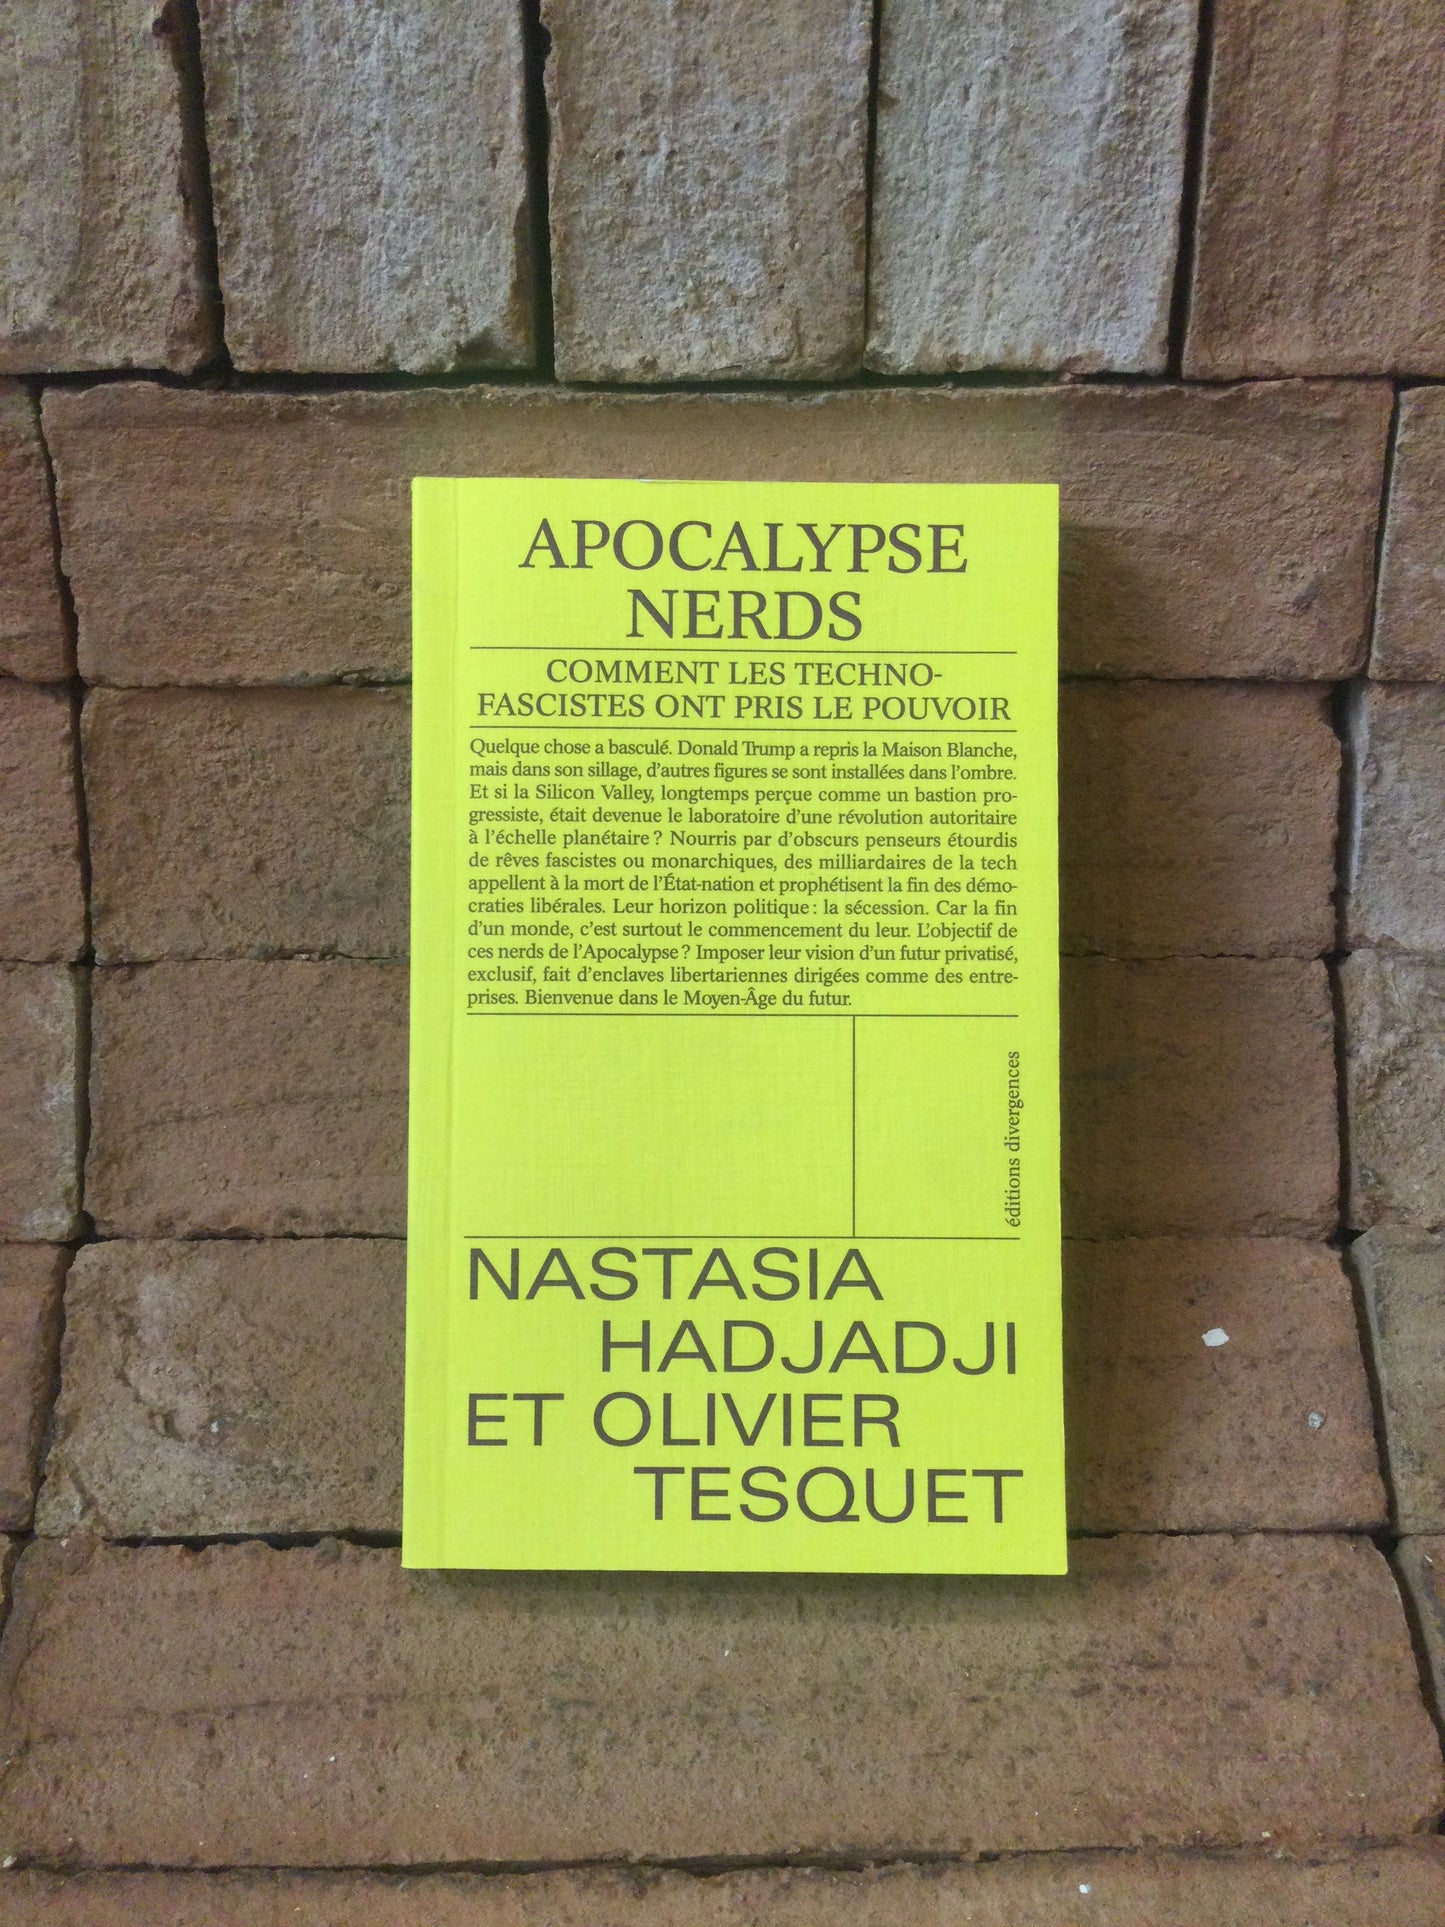 APOCALYPSE
NERDS
COMMENT LES TECHNO-
FASCISTES ONT PRIS LE POUVOIR
Quelque chose a basculé. Donald Trump a repris la Maison Blanche,
mais dans son sillage, d’autres figures se sont installées dans l’ombre.
Et si la Silicon Valley, longtemps perçue comme un bastion pro-
gressiste, était devenue le laboratoire d’une révolution autoritaire
à l’échelle planétaire ? Nourris par d’obscurs penseurs étourdis
de rêves fascistes ou monarchiques, des milliardaires de la tech
appellent à la mort de l’État-nation et prophétisent la fin des démo-
craties libérales. Leur horizon politique : la sécession. Car la fin
d’un monde, c’est surtout le commencement du leur. L’objectif de
ces nerds de l’Apocalypse ? Imposer leur vision d’un futur privatisé,
exclusif, fait d’enclaves libertariennes dirigées comme des entre-
prises. Bienvenue dans le Moyen-Âge du futur.
éditions divergences
NASTASIA
HADJADJI
ET OLIVIER
TESQUET